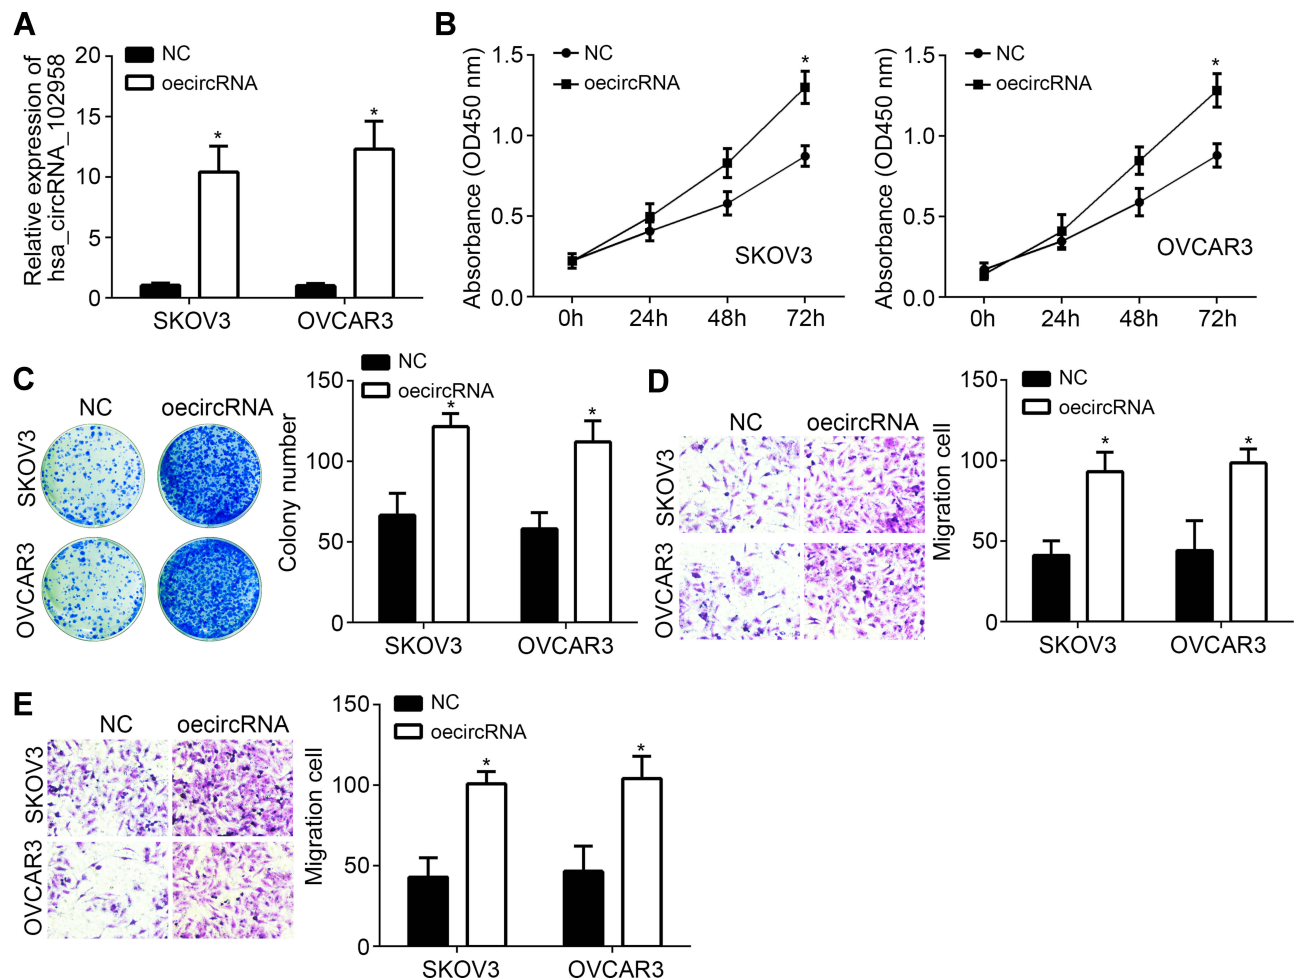 A
Relative expression of
hsa_circRNA_102958
20
15
10
5
0
NC
oecircRNA
*
*
SKOV3
OVCAR3
B
Absorbance (OD450 nm)
1.5
1.0
0.5
0.0
NC
oecircRNA
*
SKOV3
0h
24h
48h
72h
Absorbance (OD450 nm)
1.5
1.0
0.5
0.0
NC
oecircRNA
*
OVCAR3
0h
24h
48h
72h
C
NC
oecircRNA
SKOV3
OVCAR3
Colony number
150
100
50
0
NC
oecircRNA
*
*
SKOV3
OVCAR3
D
NC
oecircRNA
SKOV3
OVCAR3
Migration cell
150
100
50
0
NC
oecircRNA
*
*
SKOV3
OVCAR3
E
NC
oecircRNA
SKOV3
OVCAR3
Migration cell
150
100
50
0
NC
oecircRNA
*
*
SKOV3
OVCAR3